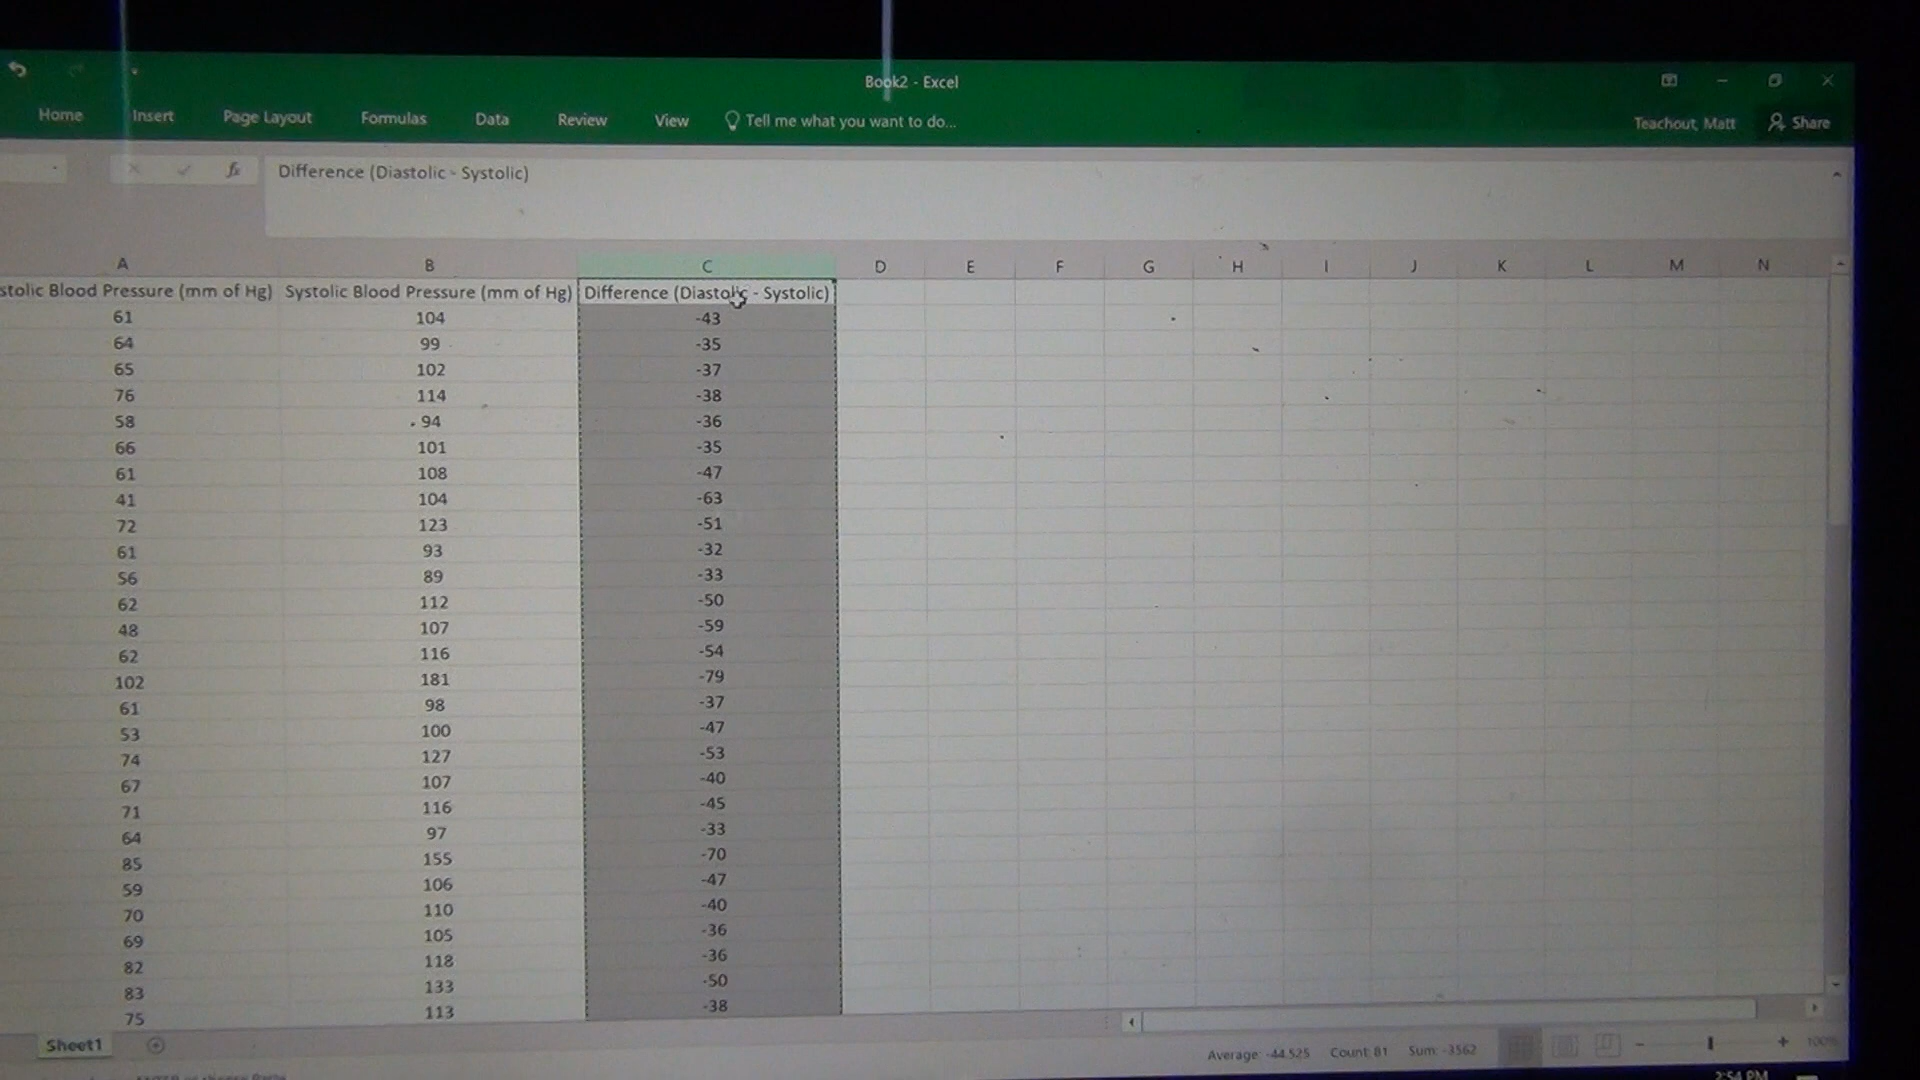 Book2 - Excel
Home Insert Page Layout Formulas Data Review View Tell me what you want to do... Teachout, Matt Share
fx Difference (Diastolic - Systolic)
A B C D E F G H I J K L M N
stolic Blood Pressure (mm of Hg) Systolic Blood Pressure (mm of Hg) Difference (Diastolic - Systolic)
61 104 -43
64 99 -35
65 102 -37
76 114 -38
58 94 -36
66 101 -35
61 108 -47
41 104 -63
72 123 -51
61 93 -32
56 89 -33
62 112 -50
48 107 -59
62 116 -54
102 181 -79
61 98 -37
53 100 -47
74 127 -53
67 107 -40
71 116 -45
64 97 -33
85 155 -70
59 106 -47
70 110 -40
69 105 -36
82 118 -36
83 133 -50
75 113 -38
Sheet1
Average: -44.525 Count: 81 Sum: -3562 100%
2:54 PM